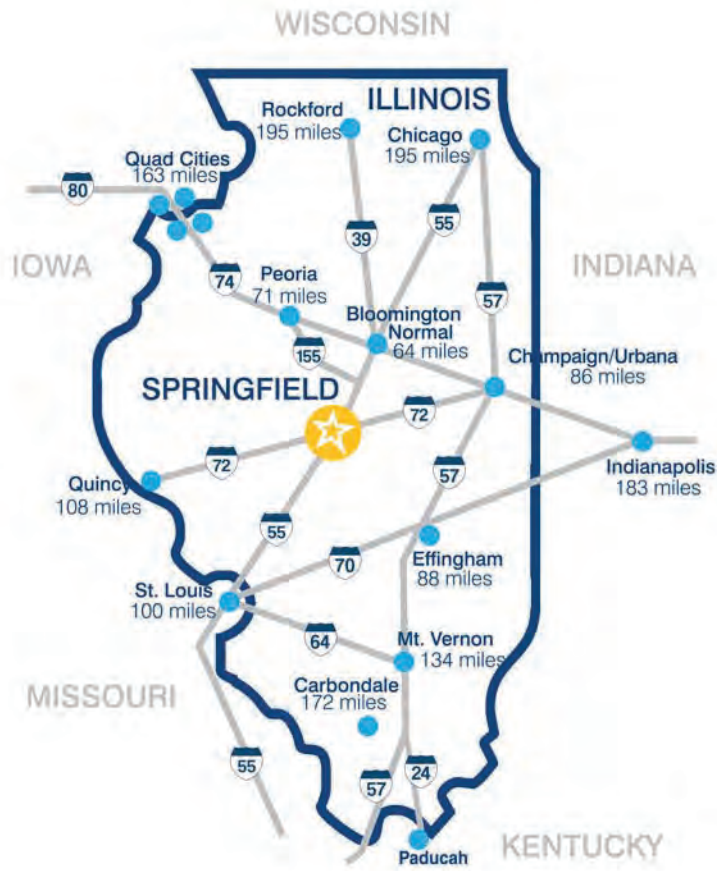 WISCONSIN
ILLINOIS
Rockford
195 miles
Chicago
195 miles
Quad Cities
163 miles
80
55
39
IOWA
INDIANA
74
Peoria
71 miles
57
Bloomington
Normal
64 miles
155
Champaign/Urbana
86 miles
SPRINGFIELD
72
72
Indianapolis
183 miles
57
Quincy
108 miles
55
Effingham
88 miles
70
St. Louis
100 miles
64
Mt. Vernon
134 miles
MISSOURI
Carbondale
172 miles
55
57
24
KENTUCKY
Paducah